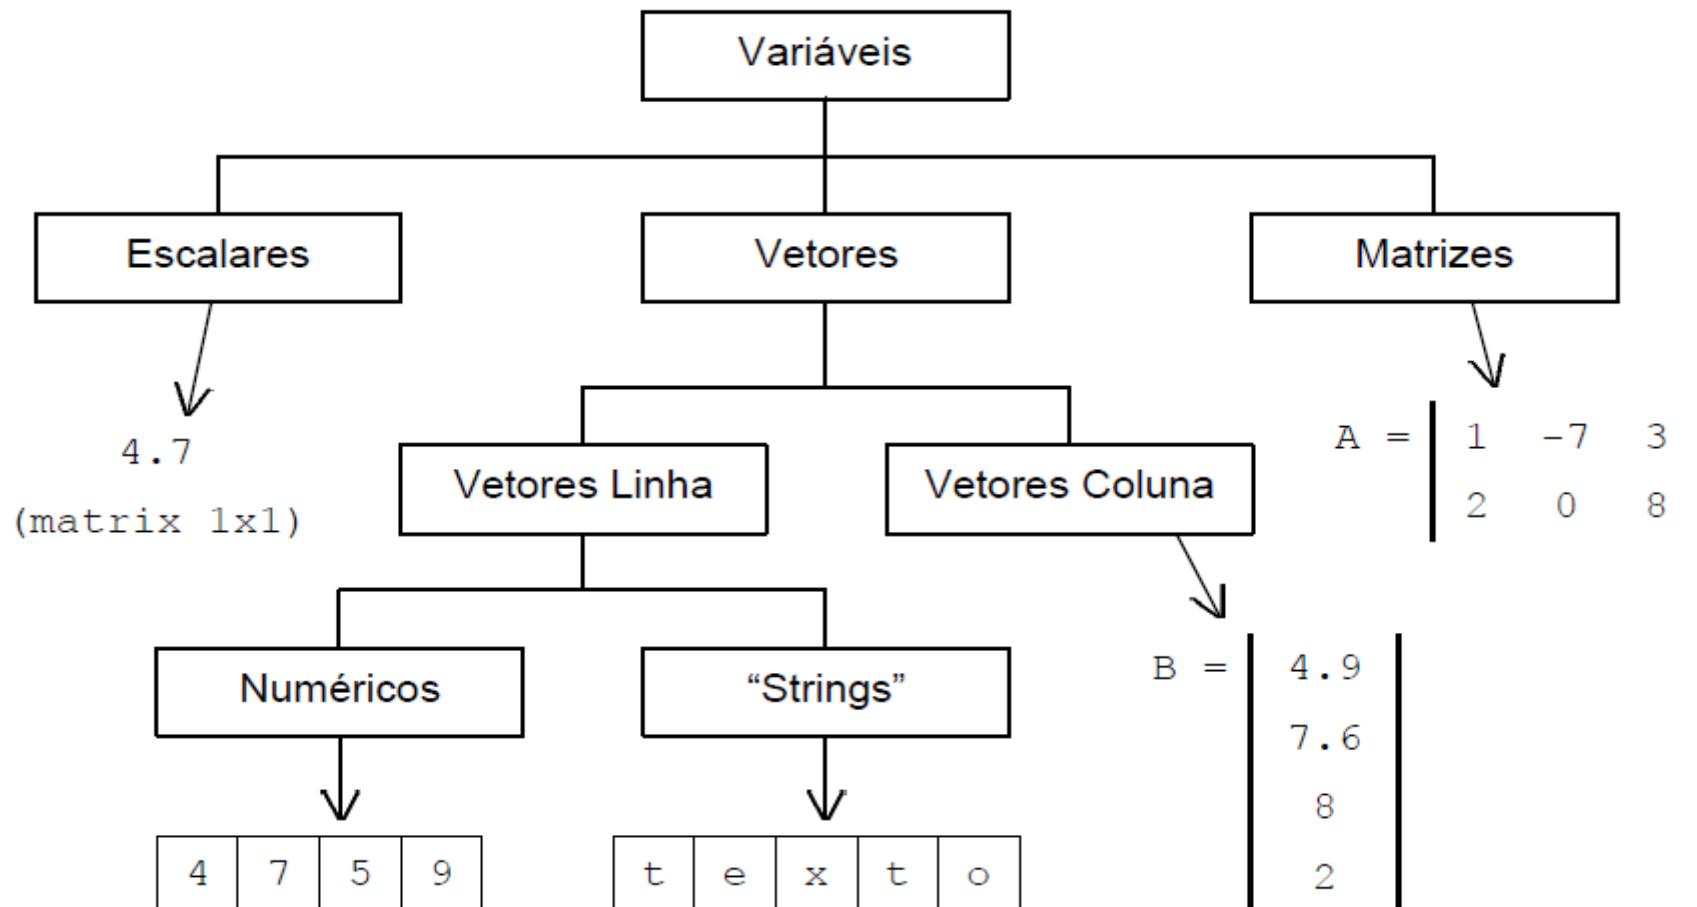 Variáveis
Escalares
Vetores
Matrizes
4.7
(matrix 1x1)
Vetores Linha
Vetores Coluna
A = 1 -7 3
2 0 8
Numéricos
“Strings”
B = 4.9
7.6
8
2
4 7 5 9
t e x t o